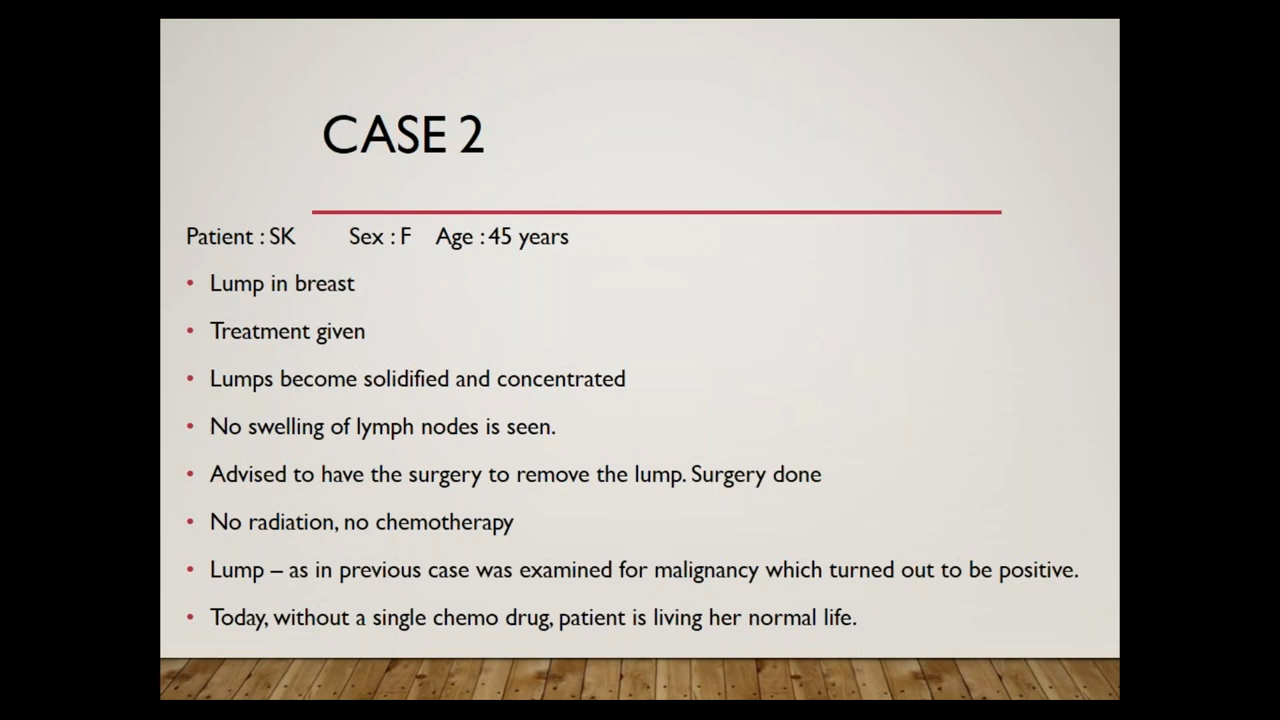 CASE 2
Patient : SK Sex : F Age : 45 years
• Lump in breast
• Treatment given
• Lumps become solidified and concentrated
• No swelling of lymph nodes is seen.
• Advised to have the surgery to remove the lump. Surgery done
• No radiation, no chemotherapy
• Lump – as in previous case was examined for malignancy which turned out to be positive.
• Today, without a single chemo drug, patient is living her normal life.